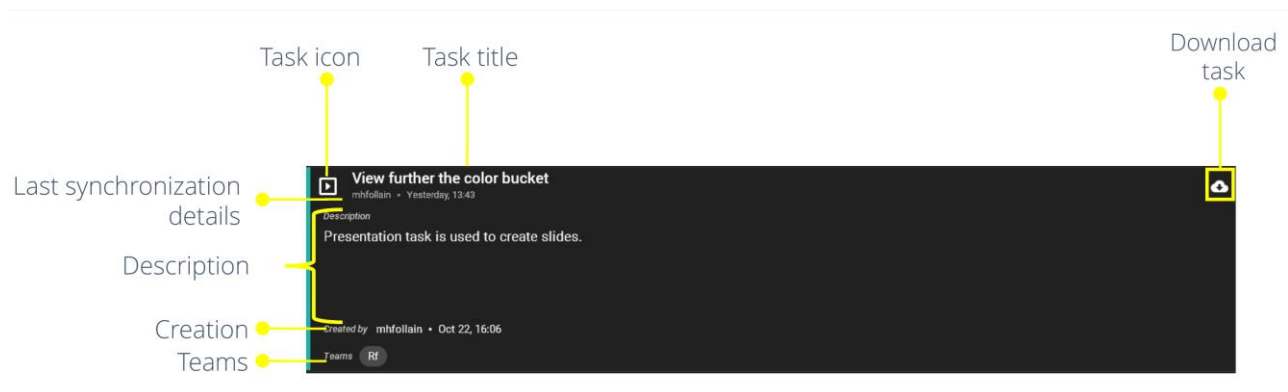 Task icon
Task title
Download
task
View further the color bucket
mhfollain • Yesterday, 13:43
Last synchronization
details
Description
Presentation task is used to create slides.
Description
Creation
Created by mhfollain • Oct 22, 16:06
Teams
Teams Rf